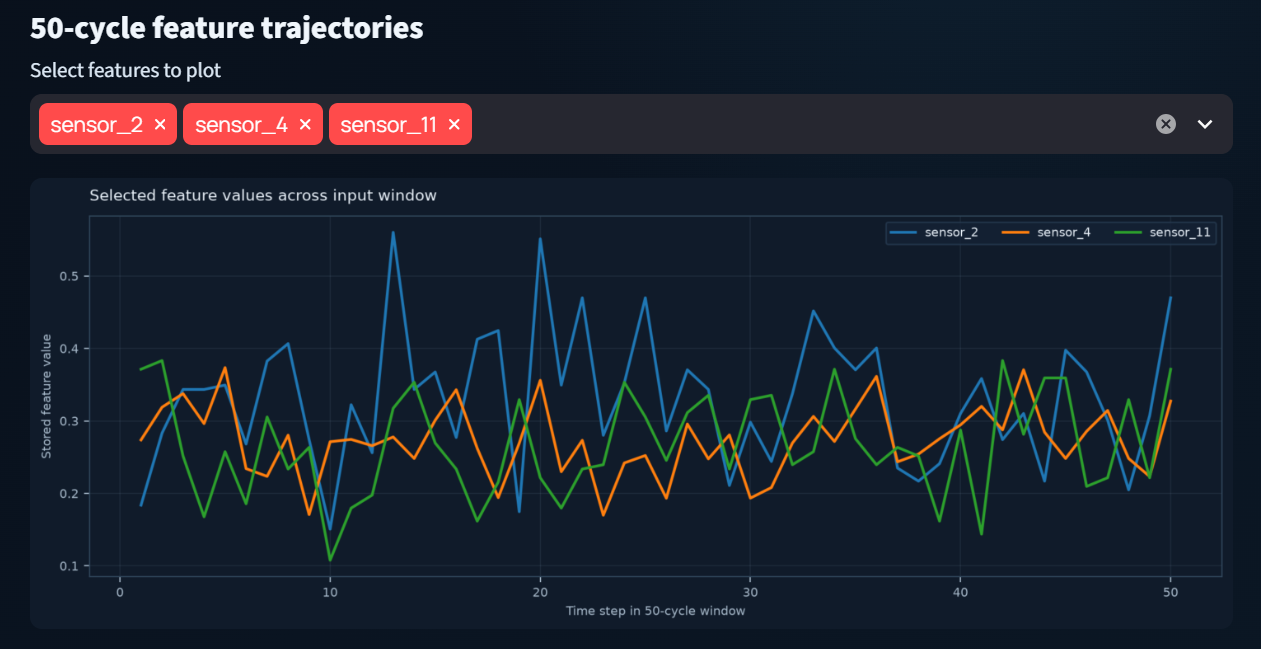 50-cycle feature trajectories
Select features to plot
sensor_2 × sensor_4 × sensor_11 ×
Selected feature values across input window
sensor_2 sensor_4 sensor_11
0.5
0.4
0.3
0.2
0.1
Stored feature value
0 10 20 30 40 50
Time step in 50-cycle window